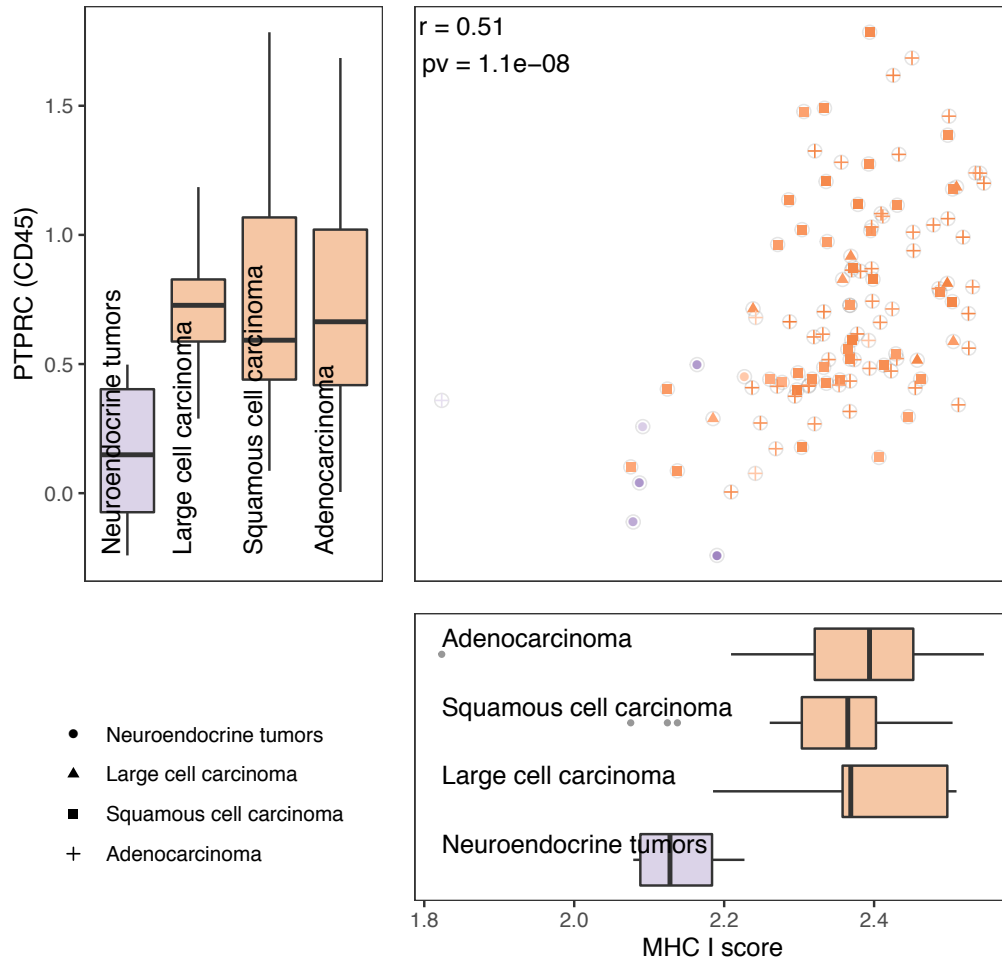 r = 0.51
pv = 1.1e−08
PTPRC (CD45)
1.5
1.0
0.5
0.0
Neuroendocrine tumors
Large cell carcinoma
Squamous cell carcinoma
Adenocarcinoma
Adenocarcinoma
Squamous cell carcinoma
Large cell carcinoma
Neuroendocrine tumors
Neuroendocrine tumors
Large cell carcinoma
Squamous cell carcinoma
Adenocarcinoma
1.8
2.0
2.2
2.4
MHC I score